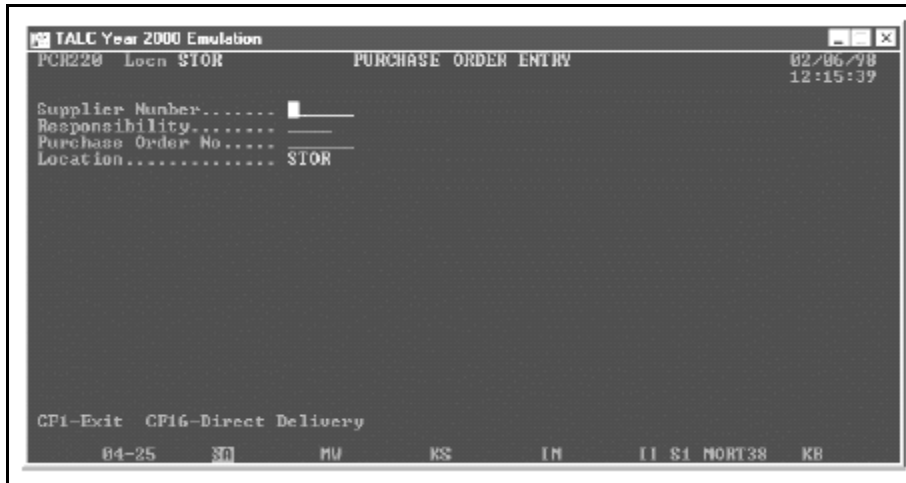 TALC Year 2000 Emulation
PCR220 Locn STOR PURCHASE ORDER ENTRY 02/06/98
12:15:39
Supplier Number.......
Responsibility........
Purchase Order No.....
Location.............. STOR
CF1-Exit CF16-Direct Delivery
04-25 MW KS IM II S1 MORT38 KB